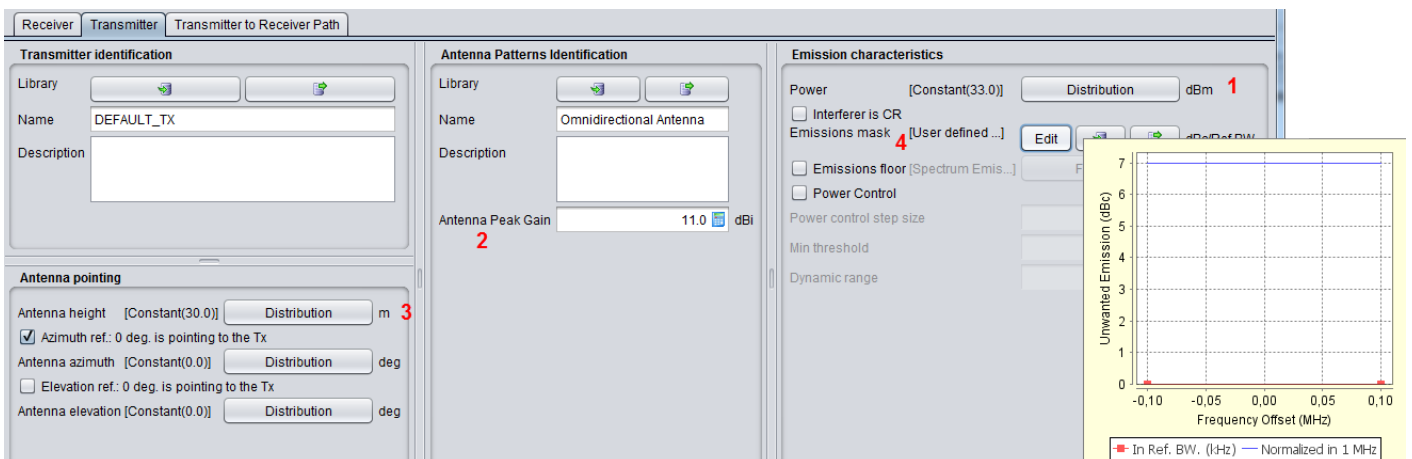 Receiver Transmitter Transmitter to Receiver Path
Transmitter identification
Library
Name DEFAULT_TX
Description
Antenna pointing
Antenna height [Constant(30.0)] Distribution m 3
Azimuth ref.: 0 deg. is pointing to the Tx
Antenna azimuth [Constant(0.0)] Distribution deg
Elevation ref.: 0 deg. is pointing to the Tx
Antenna elevation [Constant(0.0)] Distribution deg
Antenna Patterns Identification
Library
Name Omnidirectional Antenna
Description
Antenna Peak Gain 11.0 dBi
2
Emission characteristics
Power [Constant(33.0)] Distribution dBm 1
Interferer is CR
Emissions mask 4 [User defined ...] Edit
Emissions floor [Spectrum Emis...]
Power Control
Power control step size
Min threshold
Dynamic range
Unwanted Emission (dBc)
7
6
5
4
3
2
1
0
-0,10 -0,05 0,00 0,05 0,10
Frequency Offset (MHz)
In Ref. BW. (kHz) Normalized in 1 MHz